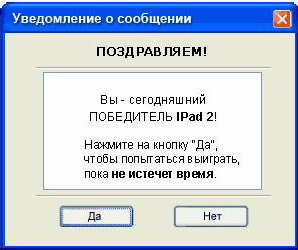 Уведомление о сообщении
ПОЗДРАВЛЯЕМ!
Вы - сегодняшний
ПОБЕДИТЕЛЬ IPad 2!
Нажмите на кнопку "Да",
чтобы попытаться выиграть,
пока не истечет время.
Да
Нет